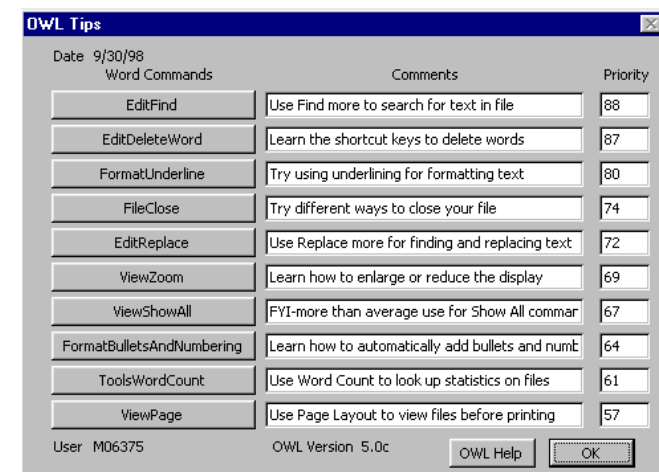 OWL Tips
Date 9/30/98
Word Commands Comments Priority
EditFind Use Find more to search for text in file 88
EditDeleteWord Learn the shortcut keys to delete words 87
FormatUnderline Try using underlining for formatting text 80
FileClose Try different ways to close your file 74
EditReplace Use Replace more for finding and replacing text 72
ViewZoom Learn how to enlarge or reduce the display 69
ViewShowAll FYI-more than average use for Show All commar 67
FormatBulletsAndNumbering Learn how to automatically add bullets and numb 64
ToolsWordCount Use Word Count to look up statistics on files 61
ViewPage Use Page Layout to view files before printing 57
User M06375 OWL Version 5.0c OWL Help OK